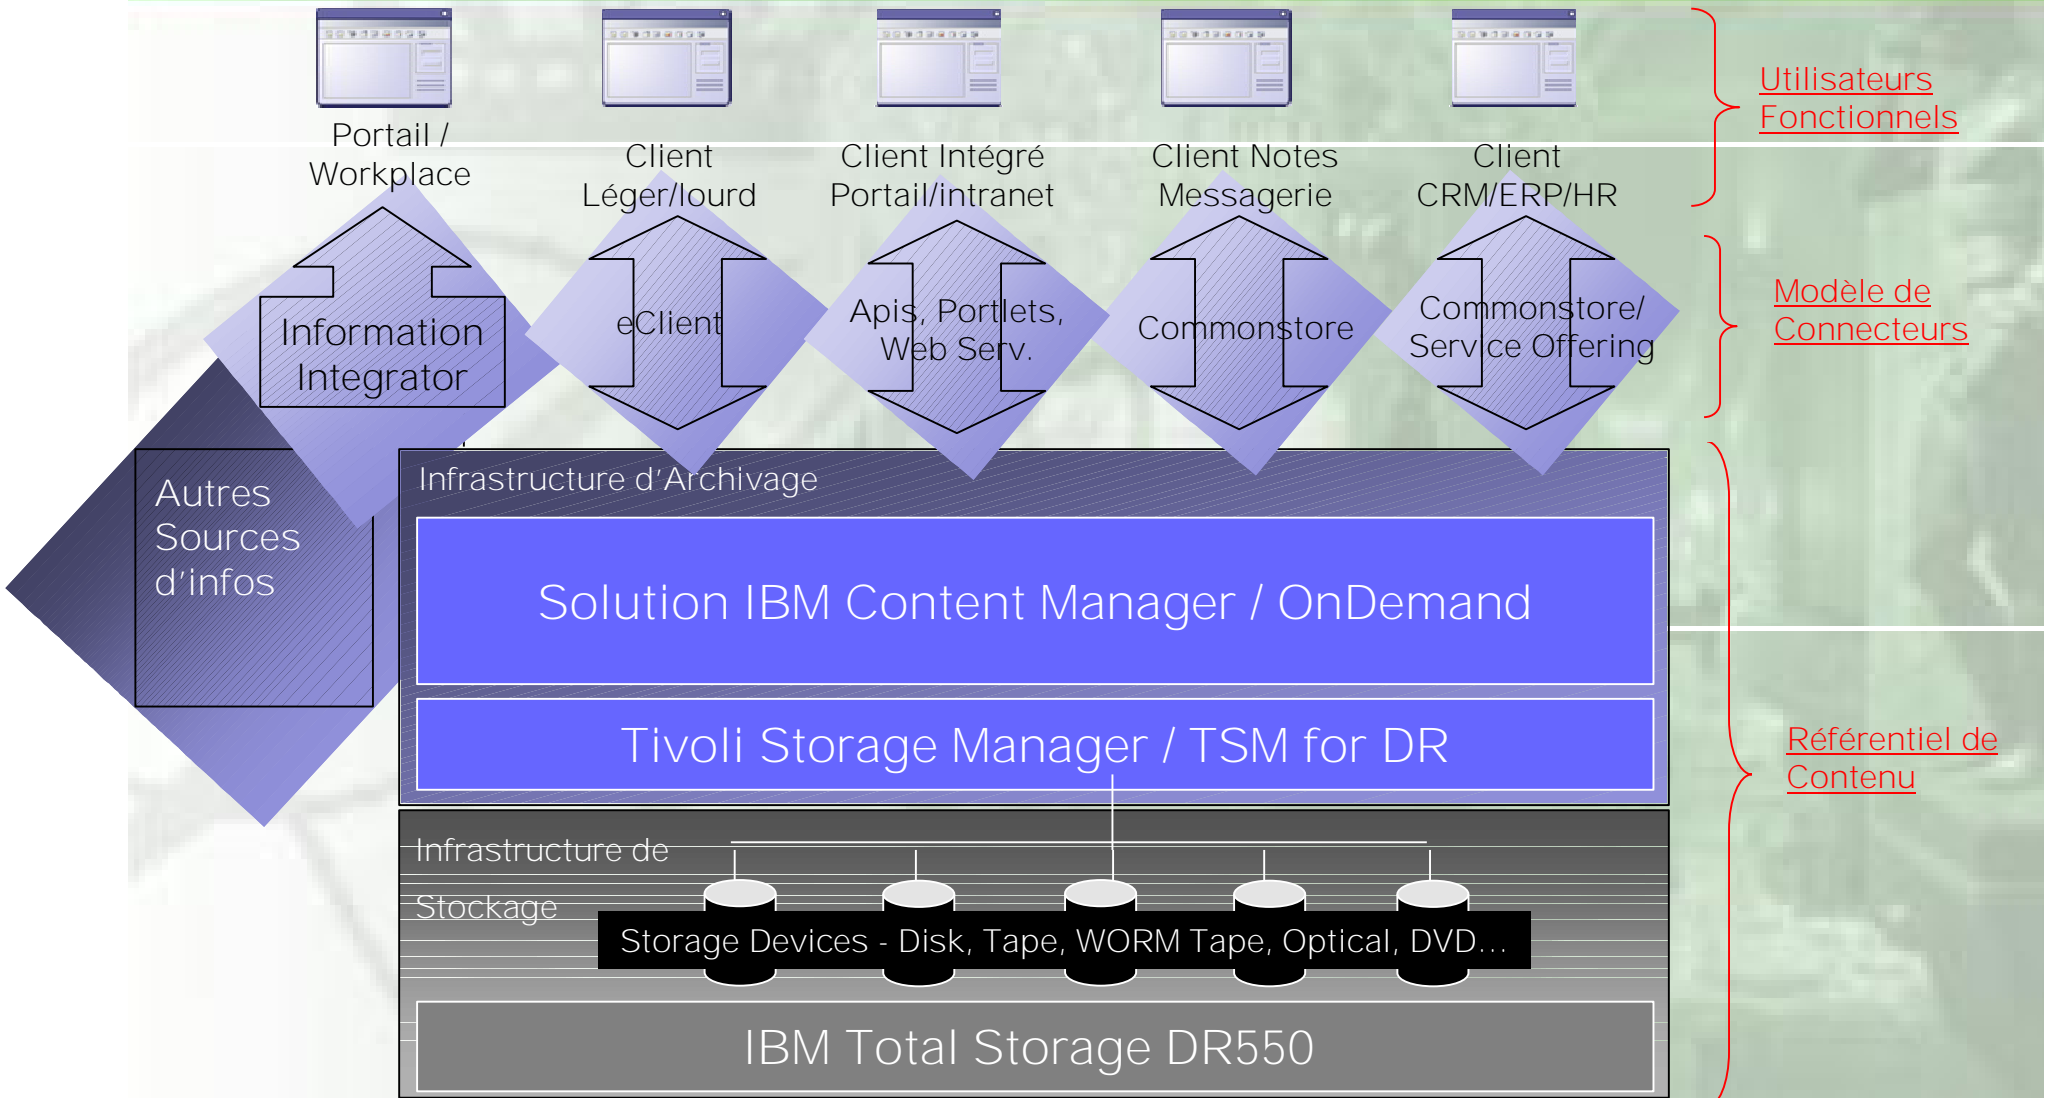 Portail /
Workplace
Client
Léger/lourd
Client Intégré
Portail/intranet
Client Notes
Messagerie
Client
CRM/ERP/HR
Utilisateurs
Fonctionnels
Information
Integrator
eClient
Apis, Portlets,
Web Serv.
Commonstore
Commonstore/
Service Offering
Modèle de
Connecteurs
Autres
Sources
d'infos
Infrastructure d'Archivage
Solution IBM Content Manager / OnDemand
Tivoli Storage Manager / TSM for DR
Référentiel de
Contenu
Infrastructure de
Stockage
Storage Devices - Disk, Tape, WORM Tape, Optical, DVD...
IBM Total Storage DR550